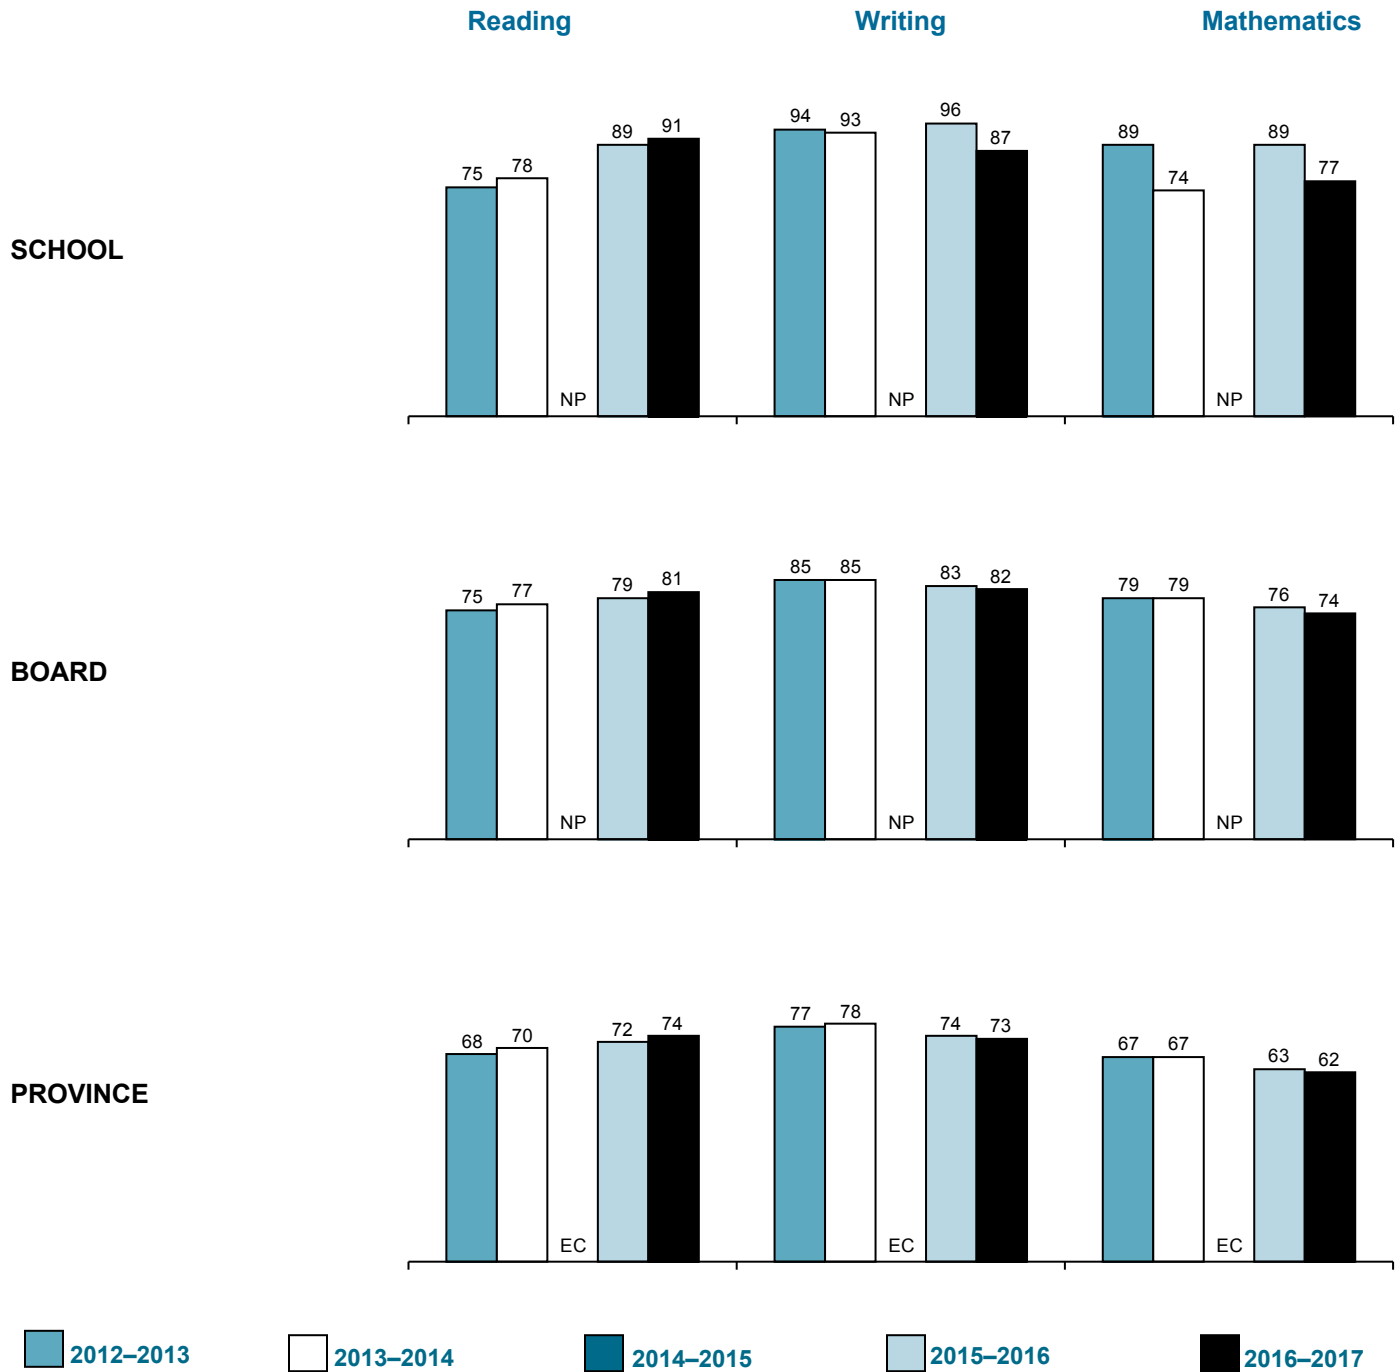 Reading Writing Mathematics
SCHOOL
75 78 NP 89 91 94 93 NP 96 87 89 74 NP 89 77
BOARD
75 77 NP 79 81 85 85 NP 83 82 79 79 NP 76 74
PROVINCE
68 70 EC 72 74 77 78 EC 74 73 67 67 EC 63 62
2012–2013 2013–2014 2014–2015 2015–2016 2016–2017